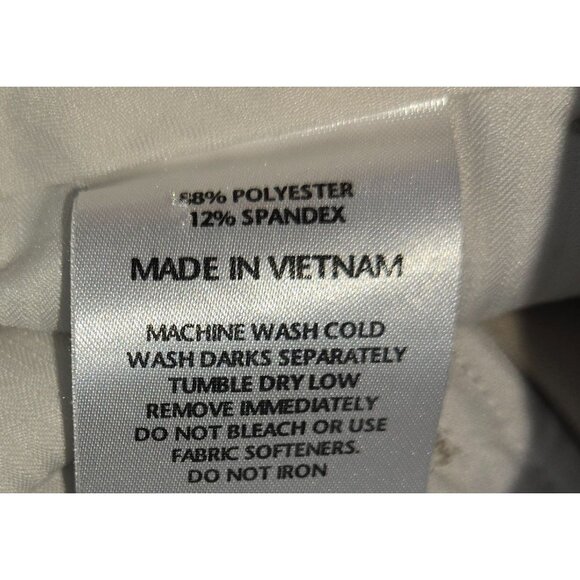 88% POLYESTER
12% SPANDEX
MADE IN VIETNAM
MACHINE WASH COLD
WASH DARKS SEPARATELY
TUMBLE DRY LOW
REMOVE IMMEDIATELY
DO NOT BLEACH OR USE
FABRIC SOFTENERS.
DO NOT IRON